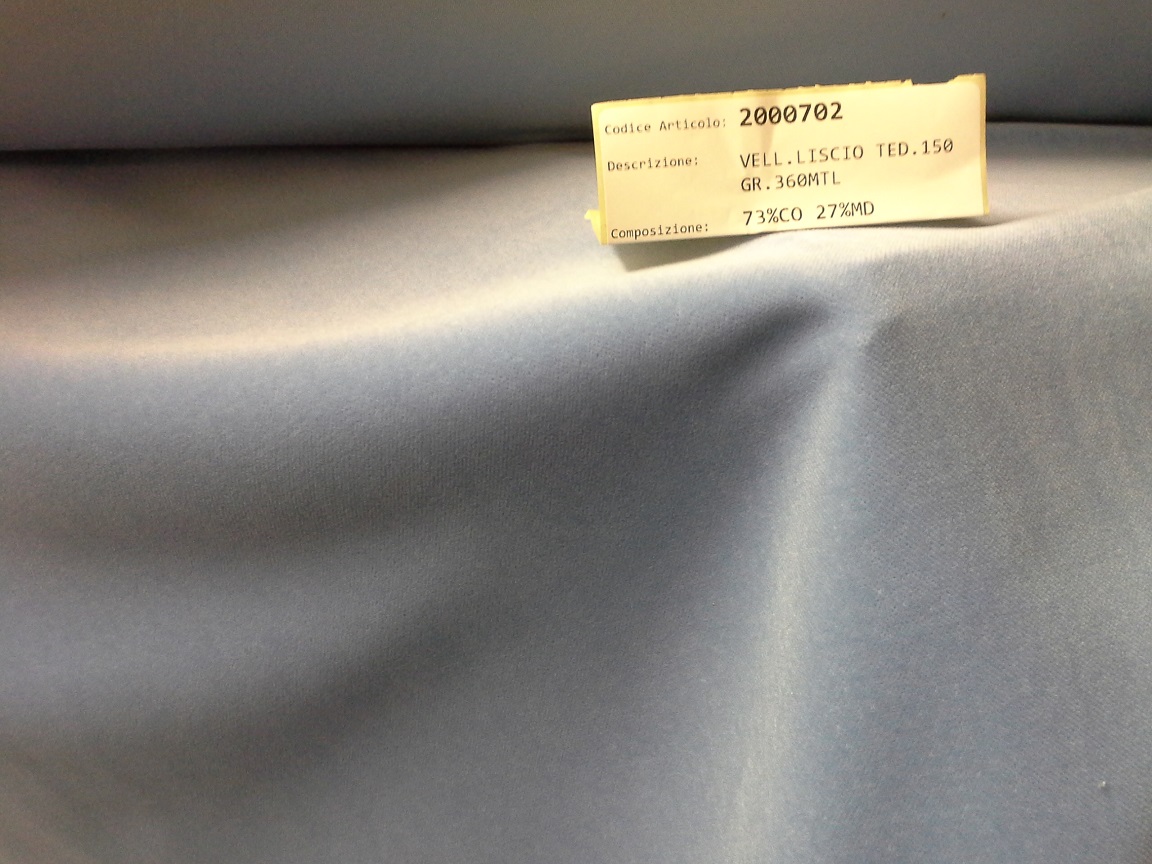 Codice Articolo: 2000702
Descrizione: VELL.LISCIO TED.150
GR.360MTL
Composizione: 73%CO 27%MD